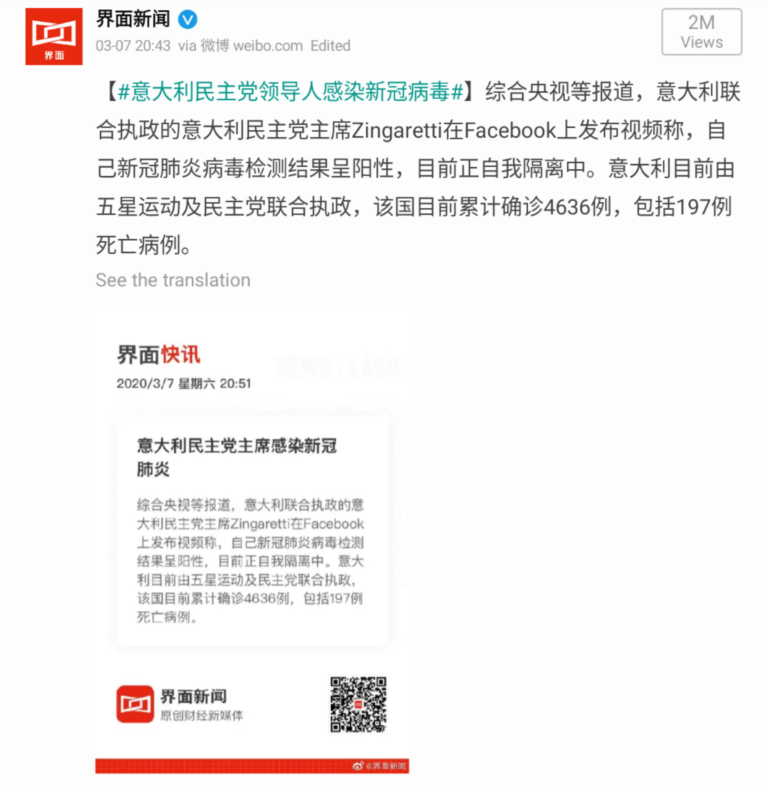 界面新闻
2M
Views
03-07 20:43 via 微博 weibo.com Edited
界面
【#意大利民主党领导人感染新冠病毒#】综合央视等报道，意大利联
合执政的意大利民主党主席Zingaretti在Facebook上发布视频称，自
己新冠肺炎病毒检测结果呈阳性，目前正自我隔离中。意大利目前由
五星运动及民主党联合执政，该国目前累计确诊4636例，包括197例
死亡病例。
See the translation
界面快讯
NEWS FLASH
2020/3/7 星期六 20:51
意大利民主党主席感染新冠
肺炎
综合央视等报道，意大利联合执政的意
大利民主党主席Zingaretti在Facebook
上发布视频称，自己新冠肺炎病毒检测
结果呈阳性，目前正自我隔离中。意大
利目前由五星运动及民主党联合执政，
该国目前累计确诊4636例，包括197例
死亡病例。
界面新闻
原创财经新媒体
@界面新闻